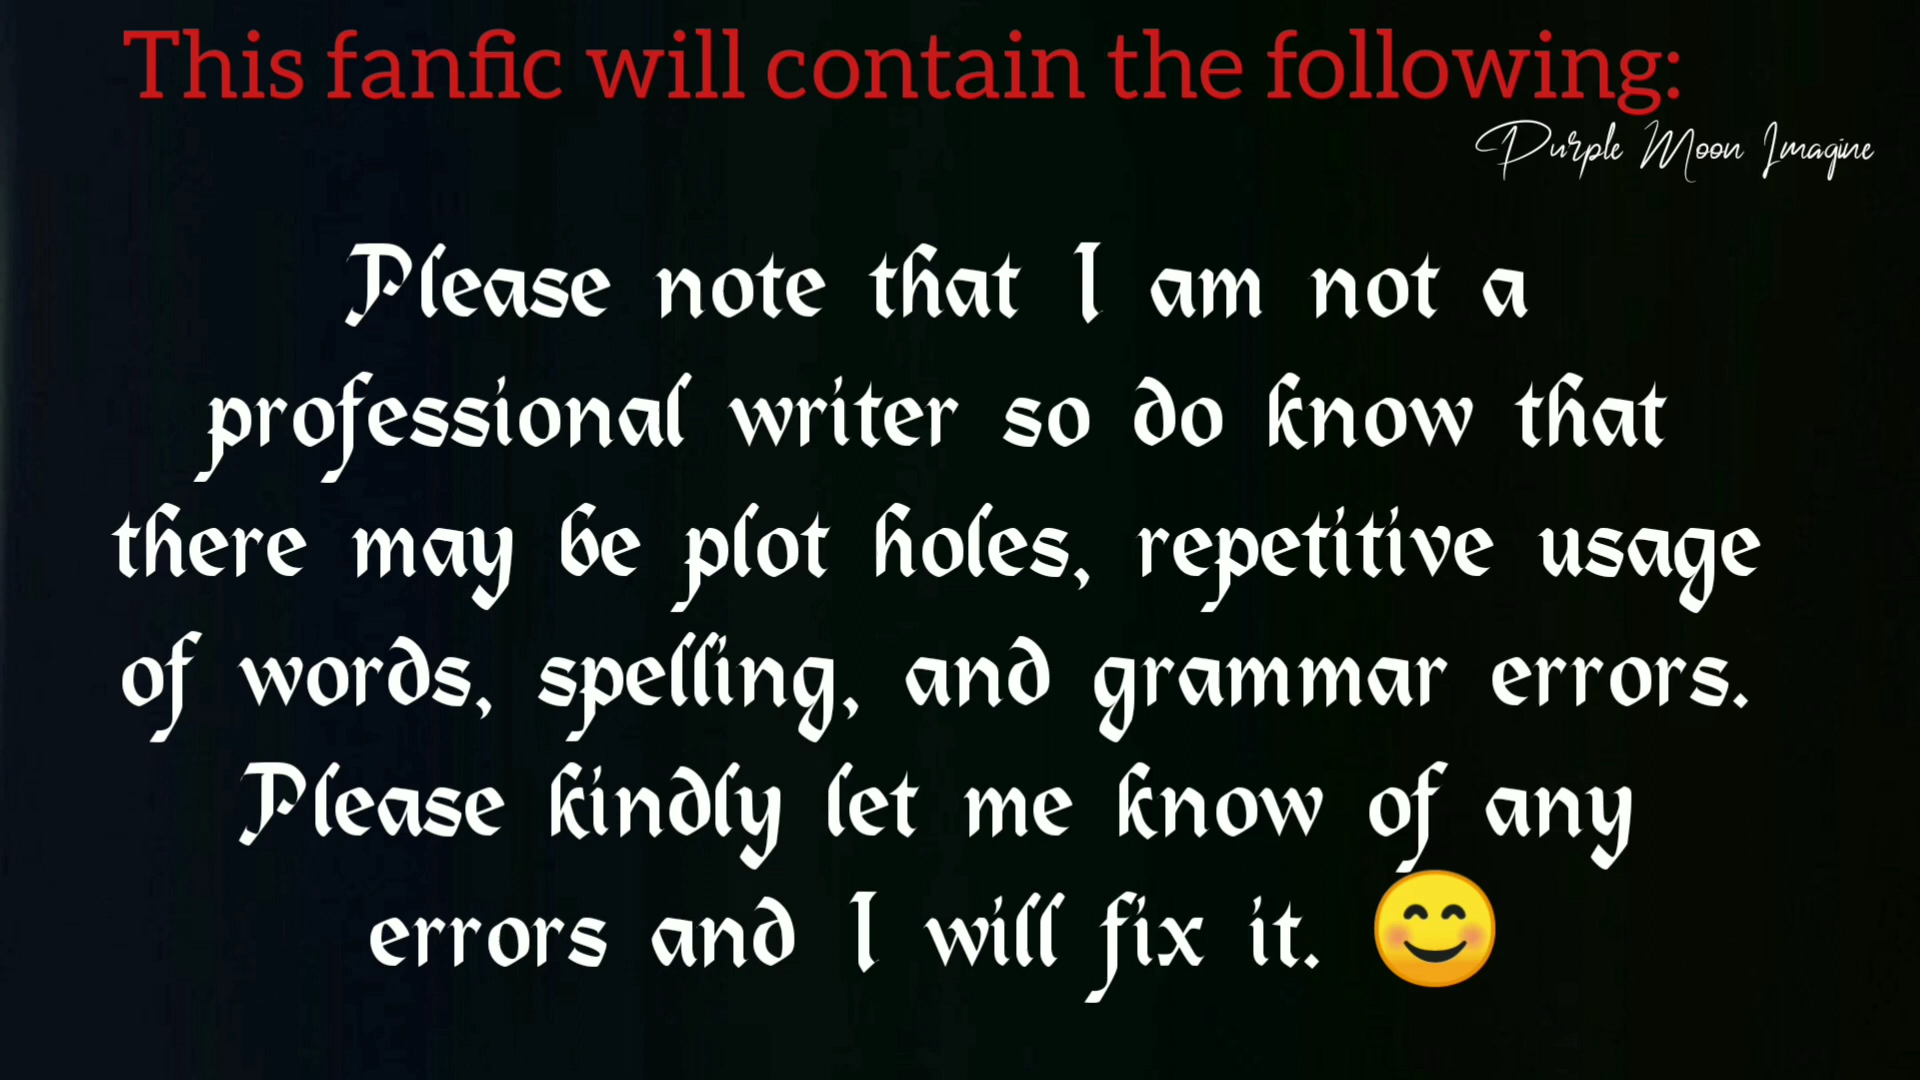 This fanfic will contain the following:
Purple Moon Imagine
Please note that I am not a
professional writer so do know that
there may be plot holes, repetitive usage
of words, spelling, and grammar errors.
Please kindly let me know of any
errors and I will fix it. 😊